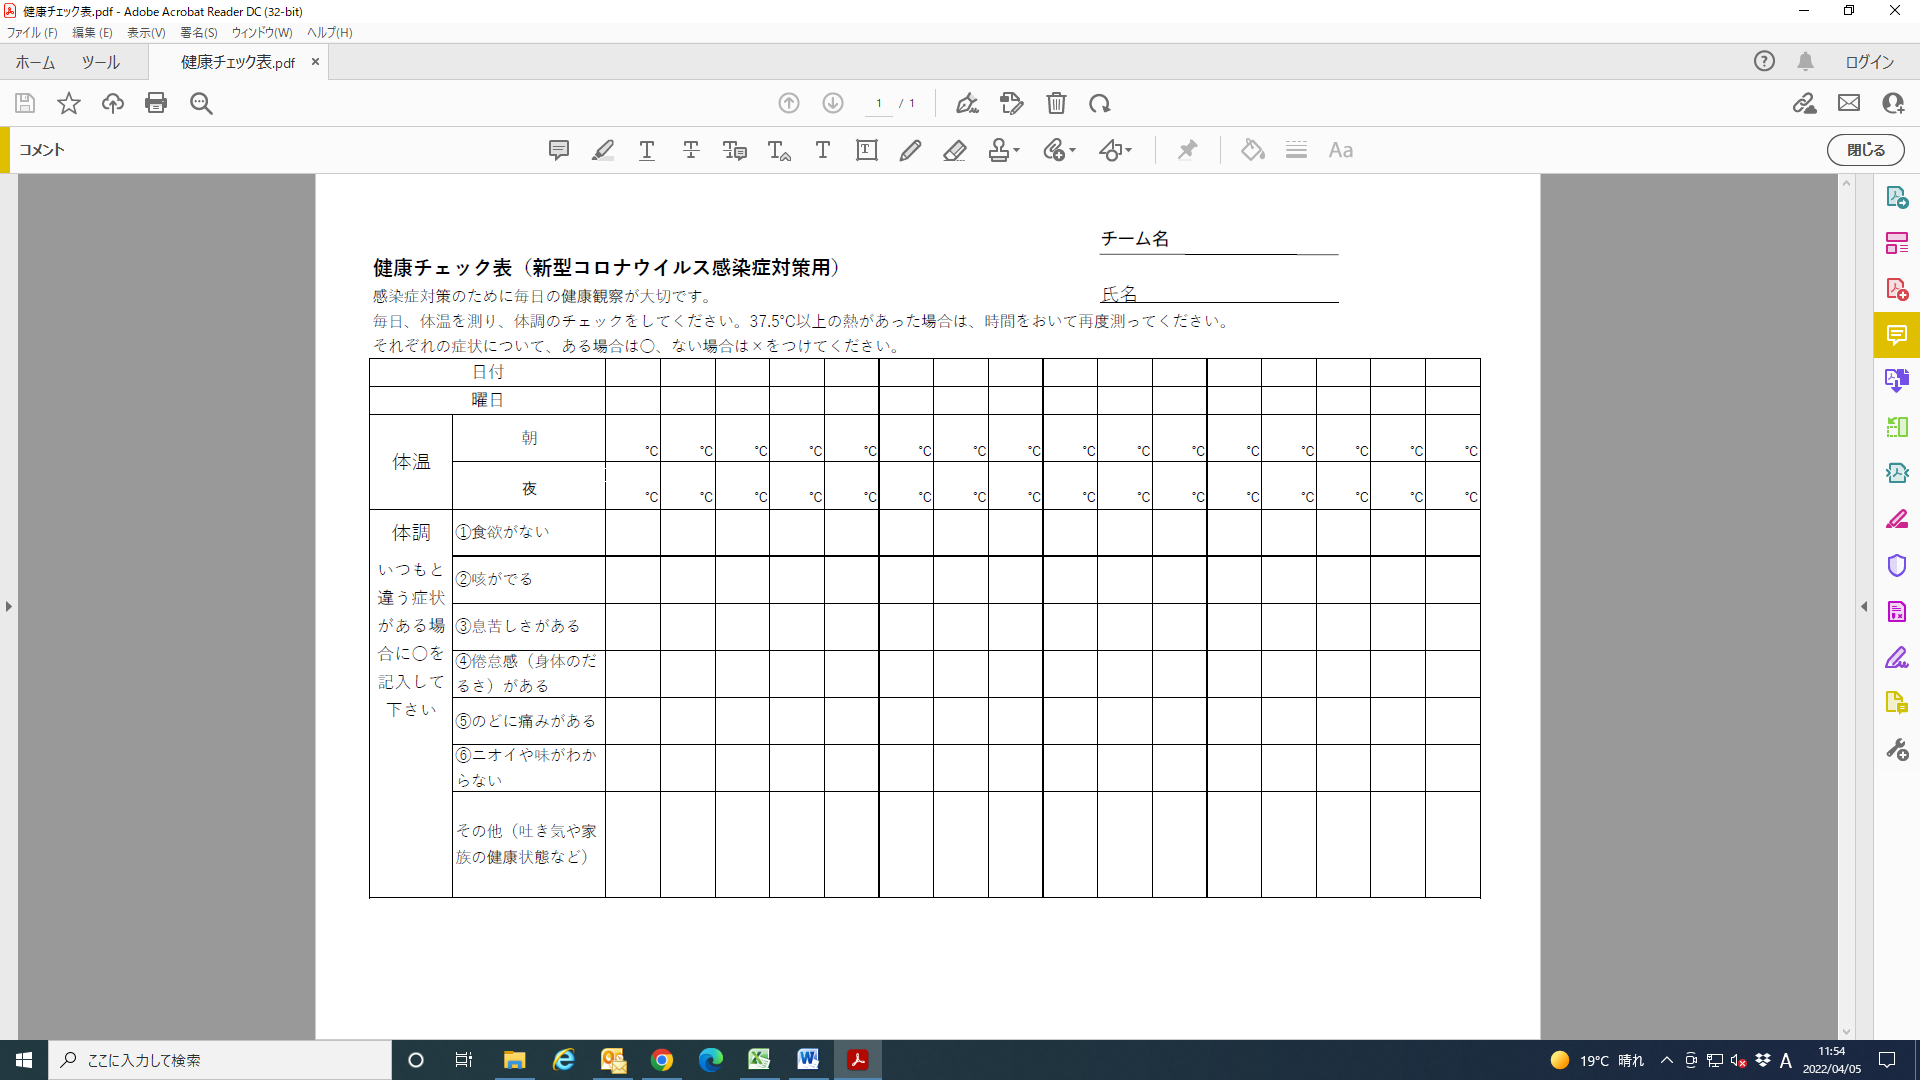 健康チェック表.pdf - Adobe Acrobat Reader DC (32-bit)
ファイル(F) 編集(E) 表示(V) 署名(S) ウィンドウ(W) ヘルプ(H)
ホーム ツール 健康チェック表.pdf × ログイン
1 / 1
コメント 閉じる
チーム名
健康チェック表（新型コロナウイルス感染症対策用）
感染症対策のために毎日の健康観察が大切です。
氏名
毎日、体温を測り、体調のチェックをしてください。37.5℃以上の熱があった場合は、時間をおいて再度測ってください。
それぞれの症状について、ある場合は〇、ない場合は×をつけてください。
日付
曜日
体温
朝 ℃ ℃ ℃ ℃ ℃ ℃ ℃ ℃ ℃ ℃ ℃ ℃ ℃ ℃ ℃ ℃
夜 ℃ ℃ ℃ ℃ ℃ ℃ ℃ ℃ ℃ ℃ ℃ ℃ ℃ ℃ ℃ ℃
体調
いつもと
違う症状
がある場
合に〇を
記入して
下さい
①食欲がない
②咳がでる
③息苦しさがある
④倦怠感（身体のだ
るさ）がある
⑤のどに痛みがある
⑥ニオイや味がわか
らない
その他（吐き気や家
族の健康状態など）
ここに入力して検索
19℃ 晴れ
A
11:54
2022/04/05